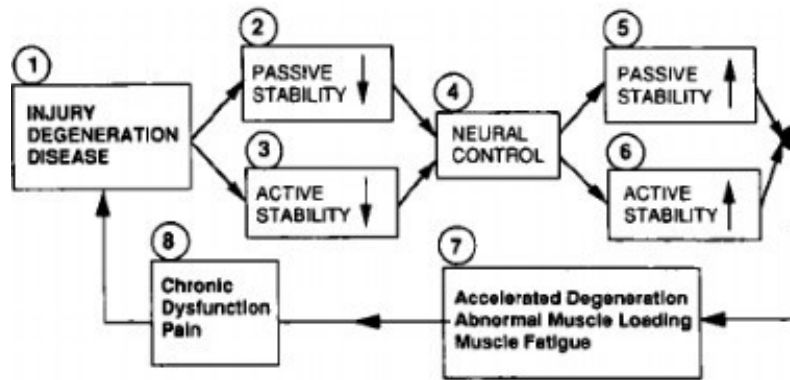 1
INJURY
DEGENERATION
DISEASE
2
PASSIVE
STABILITY
3
ACTIVE
STABILITY
4
NEURAL
CONTROL
5
PASSIVE
STABILITY
6
ACTIVE
STABILITY
7
Accelerated Degeneration
Abnormal Muscle Loading
Muscle Fatigue
8
Chronic
Dysfunction
Pain